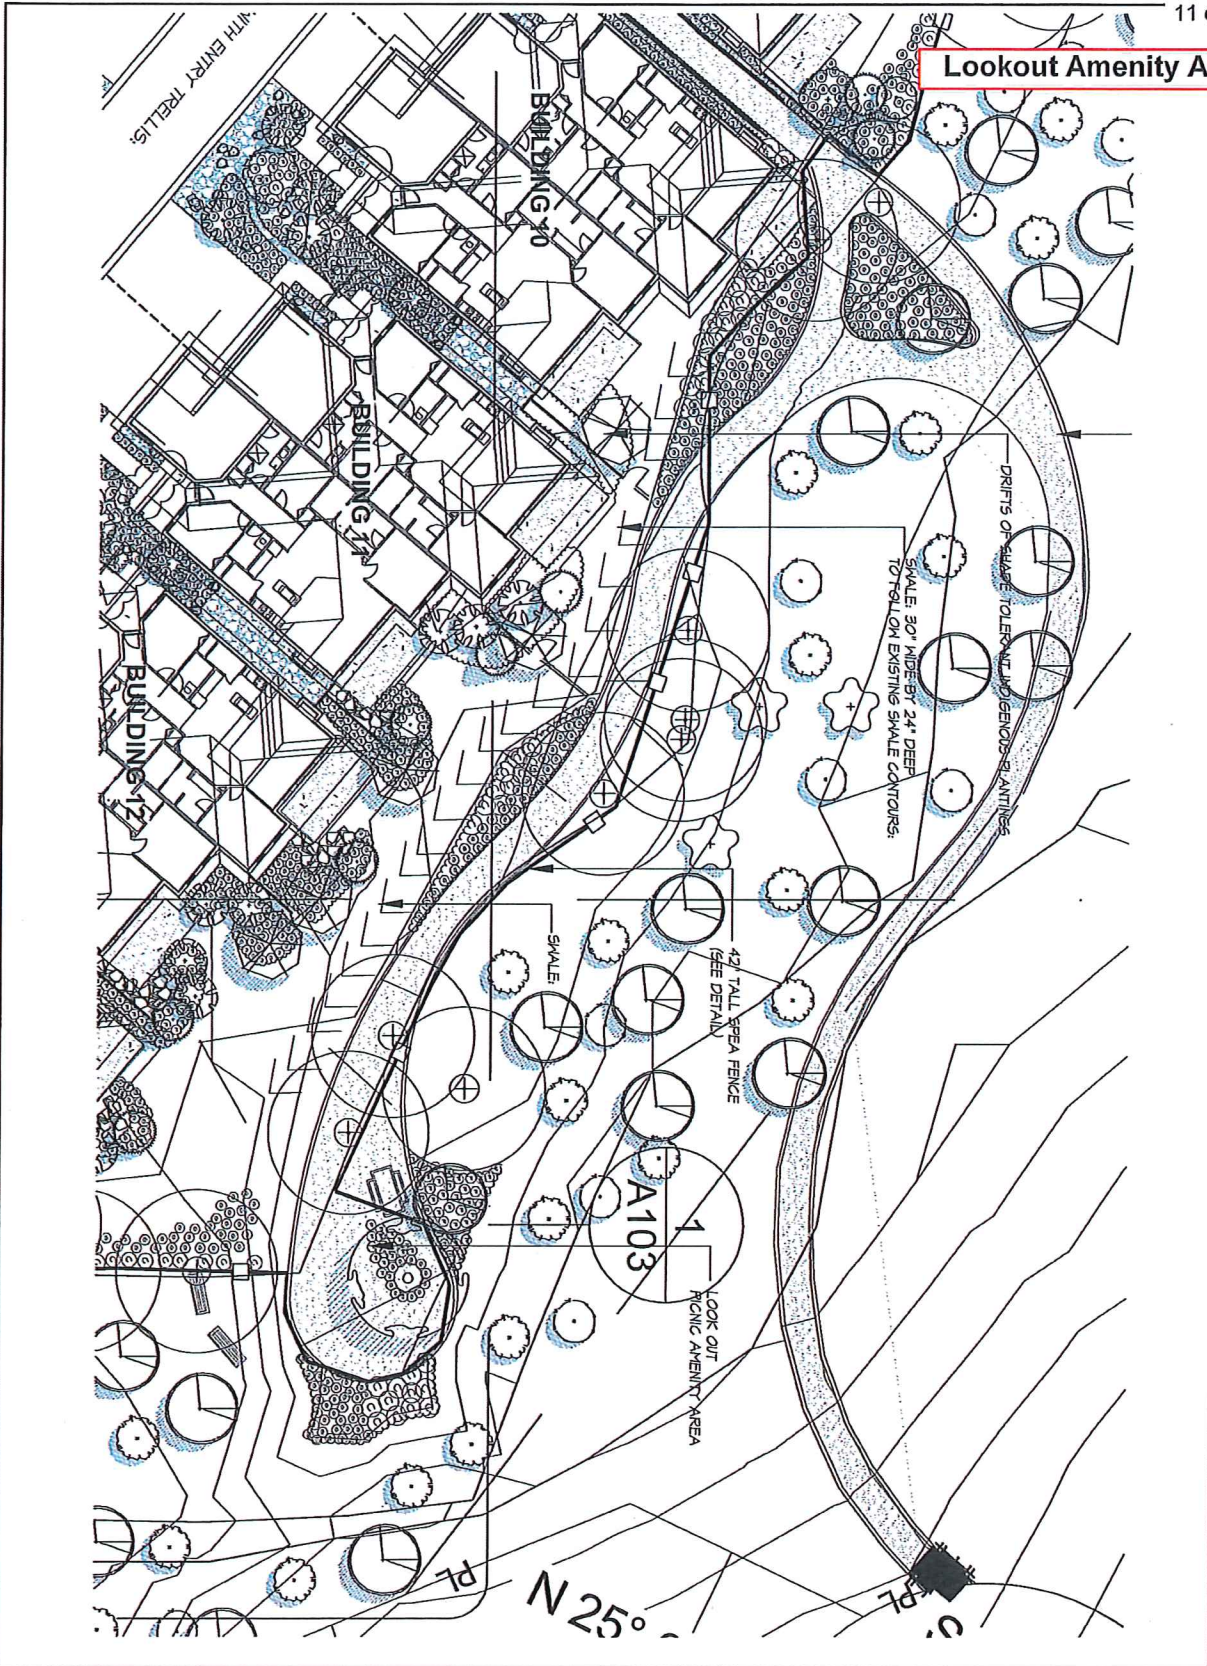 11
Lookout Amenity A
WITH ENTRY TRELLIS:
BUILDING 10
BUILDING 11
BUILDING 12
DRIFTS OF SHADE TOLERANT INDIGENOUS PLANTINGS
SWALE: 30" WIDE BY 24" DEEP
TO FOLLOW EXISTING SWALE CONTOURS:
42" TALL SPEA FENCE
(SEE DETAIL)
SWALE:
1
A103
LOOK OUT
PICNIC AMENITY AREA
PL
PL
N 25°